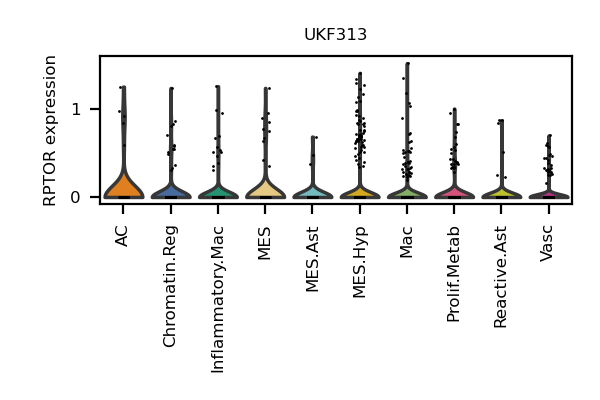 UKF313
RPTOR expression
1
0
AC
Chromatin.Reg
Inflammatory.Mac
MES
MES.Ast
MES.Hyp
Mac
Prolif.Metab
Reactive.Ast
Vasc